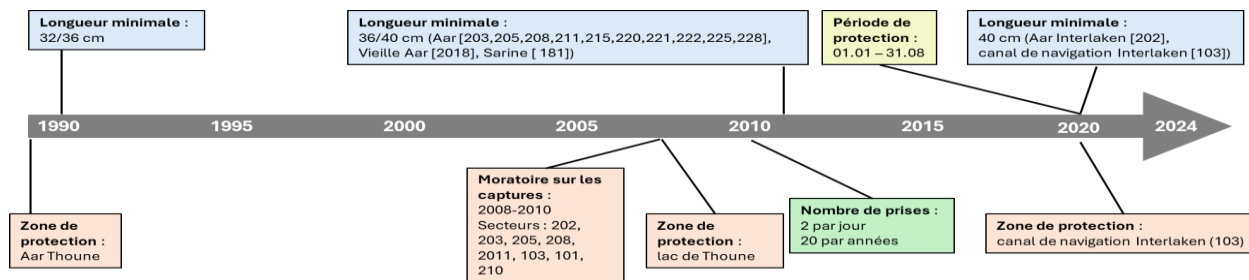 Longueur minimale :
32/36 cm
Longueur minimale :
36/40 cm (Aar [203,205,208,211,215,220,221,222,225,228],
Vieille Aar [2018], Sarine [ 181])
Période de
protection :
01.01 – 31.08
Longueur minimale :
40 cm (Aar Interlaken [202],
canal de navigation Interlaken [103])
1990 1995 2000 2005 2010 2015 2020 2024
Zone de
protection :
Aar Thoune
Moratoire sur les
captures :
2008-2010
Secteurs : 202,
203, 205, 208,
2011, 103, 101,
210
Zone de
protection :
lac de Thoune
Nombre de prises :
2 par jour
20 par années
Zone de protection :
canal de navigation Interlaken (103)